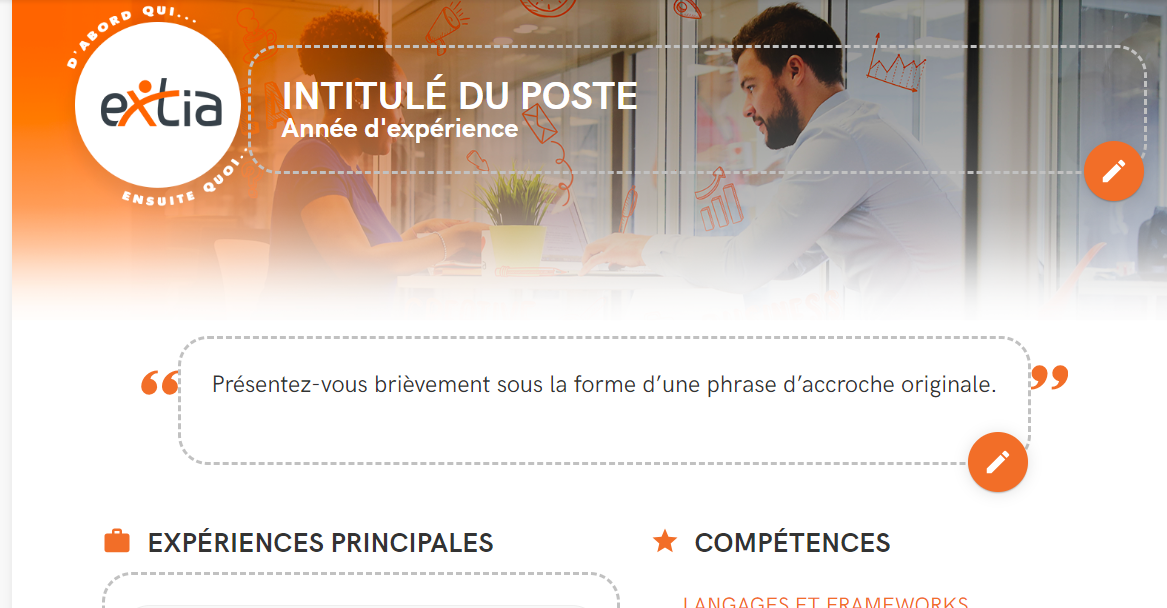 D'ABORD QUI...
extia
ENSUITE QUOI...
INTITULÉ DU POSTE
Année d'expérience
“ Présentez-vous brièvement sous la forme d’une phrase d’accroche originale. ”
EXPÉRIENCES PRINCIPALES
COMPÉTENCES
LANGAGES ET FRAMEWORKS